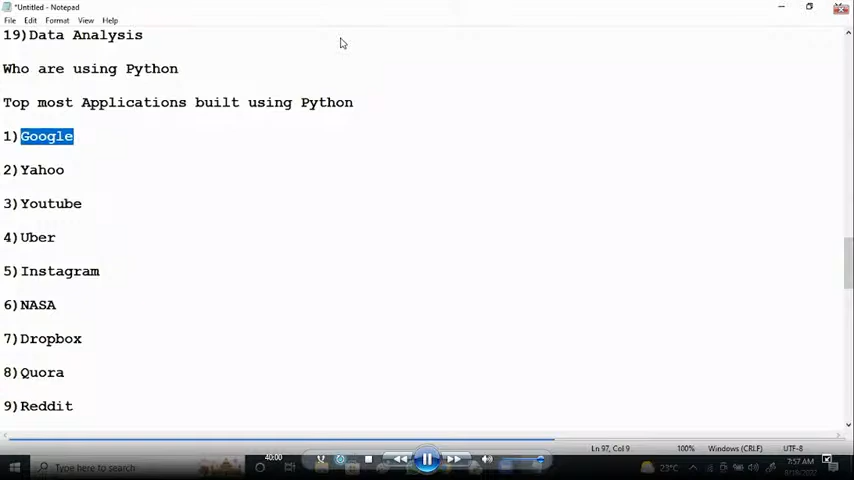 *Untitled - Notepad
File Edit Format View Help
19)Data Analysis
Who are using Python
Top most Applications built using Python
1)Google
2)Yahoo
3)Youtube
4)Uber
5)Instagram
6)NASA
7)Dropbox
8)Quora
9)Reddit
Ln 97, Col 9 100% Windows (CRLF) UTF-8
40:00
Type here to search
23°C
7:57 AM